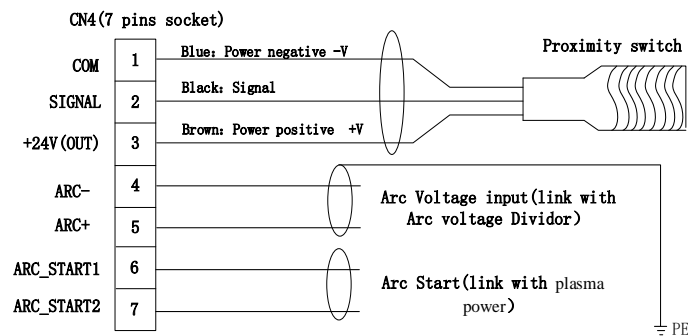 CN4(7 pins socket)
Proximity switch
COM 1 Blue: Power negative -V
SIGNAL 2 Black: Signal
+24V(OUT) 3 Brown: Power positive +V
ARC- 4
Arc Voltage input(link with
Arc voltage Dividor)
ARC+ 5
ARC_START1 6
Arc Start(link with plasma
power)
ARC_START2 7
PE